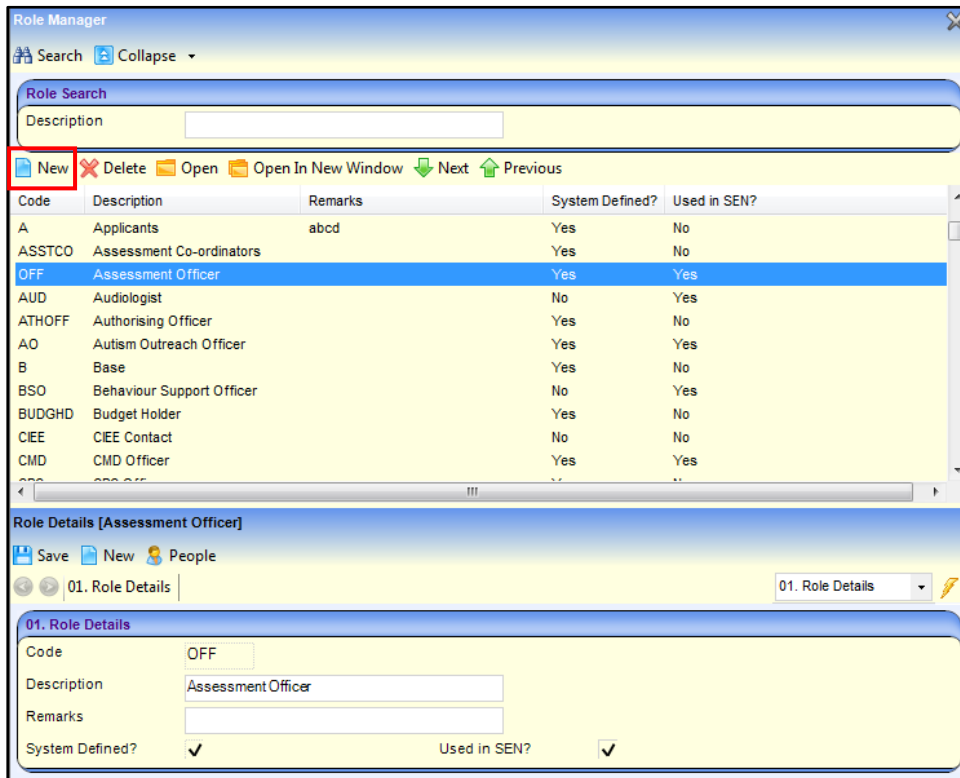 Role Manager
Search Collapse
Role Search
Description
New Delete Open Open In New Window Next Previous
Code Description Remarks System Defined? Used in SEN?
A Applicants abcd Yes No
ASSTCO Assessment Co-ordinators Yes No
OFF Assessment Officer Yes Yes
AUD Audiologist No Yes
ATHOFF Authorising Officer Yes No
AO Autism Outreach Officer Yes Yes
B Base Yes No
BSO Behaviour Support Officer No Yes
BUDGHD Budget Holder Yes No
CIEE CIEE Contact No No
CMD CMD Officer Yes Yes
Role Details [Assessment Officer]
Save New People
01. Role Details 01. Role Details
01. Role Details
Code OFF
Description Assessment Officer
Remarks
System Defined? Used in SEN?